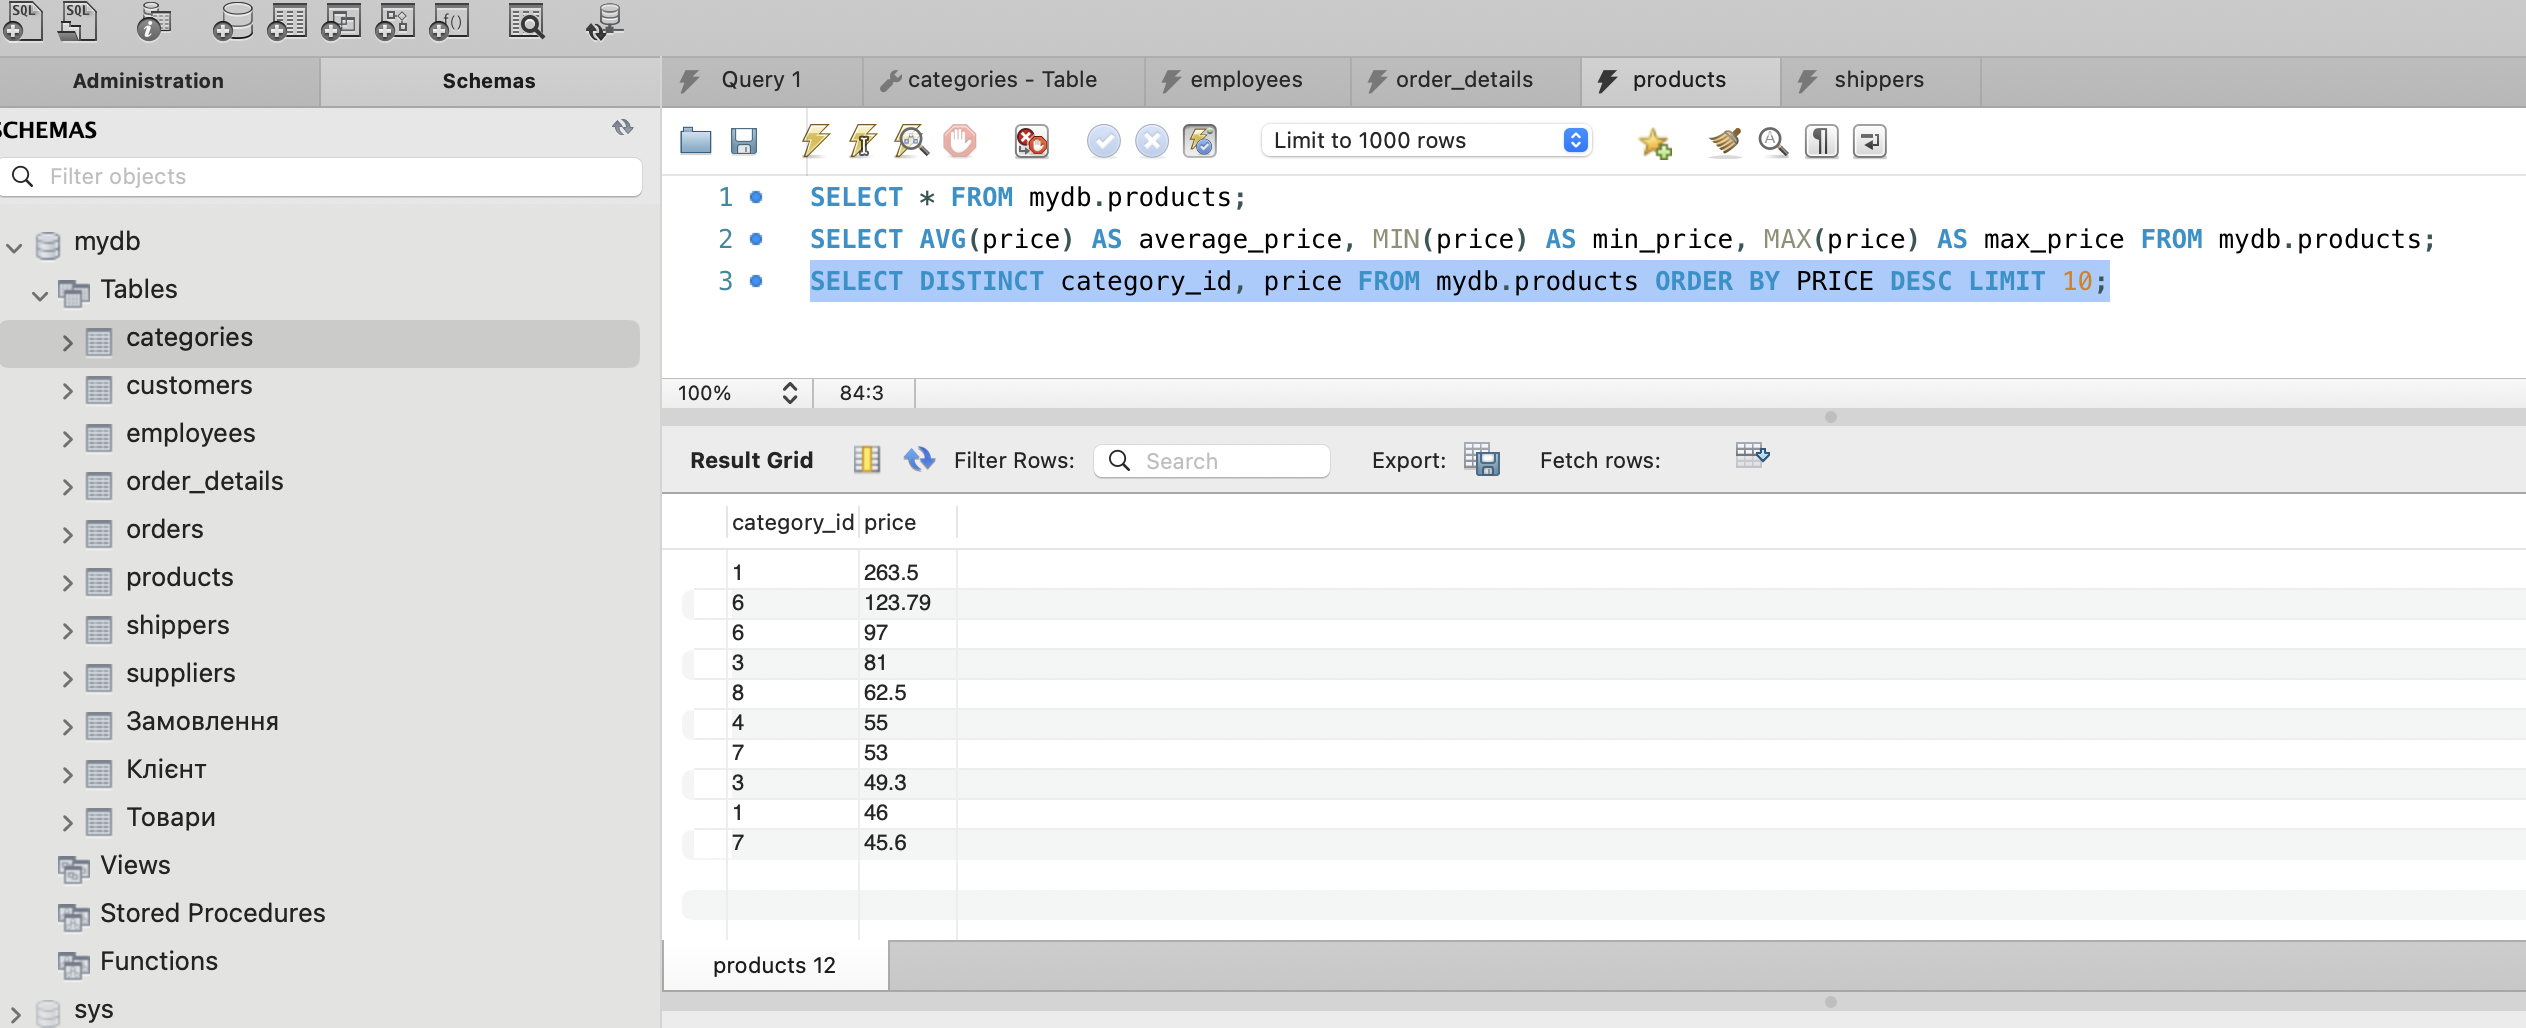 SQL SQL
Administration Schemas
SCHEMAS
Filter objects
mydb
Tables
categories
customers
employees
order_details
orders
products
shippers
suppliers
Замовлення
Клієнт
Товари
Views
Stored Procedures
Functions
sys
Query 1 categories - Table employees order_details products shippers
Limit to 1000 rows
1 SELECT * FROM mydb.products;
2 SELECT AVG(price) AS average_price, MIN(price) AS min_price, MAX(price) AS max_price FROM mydb.products;
3 SELECT DISTINCT category_id, price FROM mydb.products ORDER BY PRICE DESC LIMIT 10;
100% 84:3
Result Grid Filter Rows: Search Export: Fetch rows:
category_id price
1 263.5
6 123.79
6 97
3 81
8 62.5
4 55
7 53
3 49.3
1 46
7 45.6
products 12